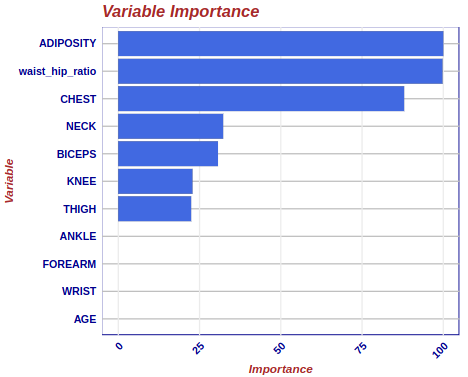 Variable Importance
ADIPOSITY
waist_hip_ratio
CHEST
NECK
BICEPS
KNEE
THIGH
ANKLE
FOREARM
WRIST
AGE
Variable
0
25
50
75
100
Importance